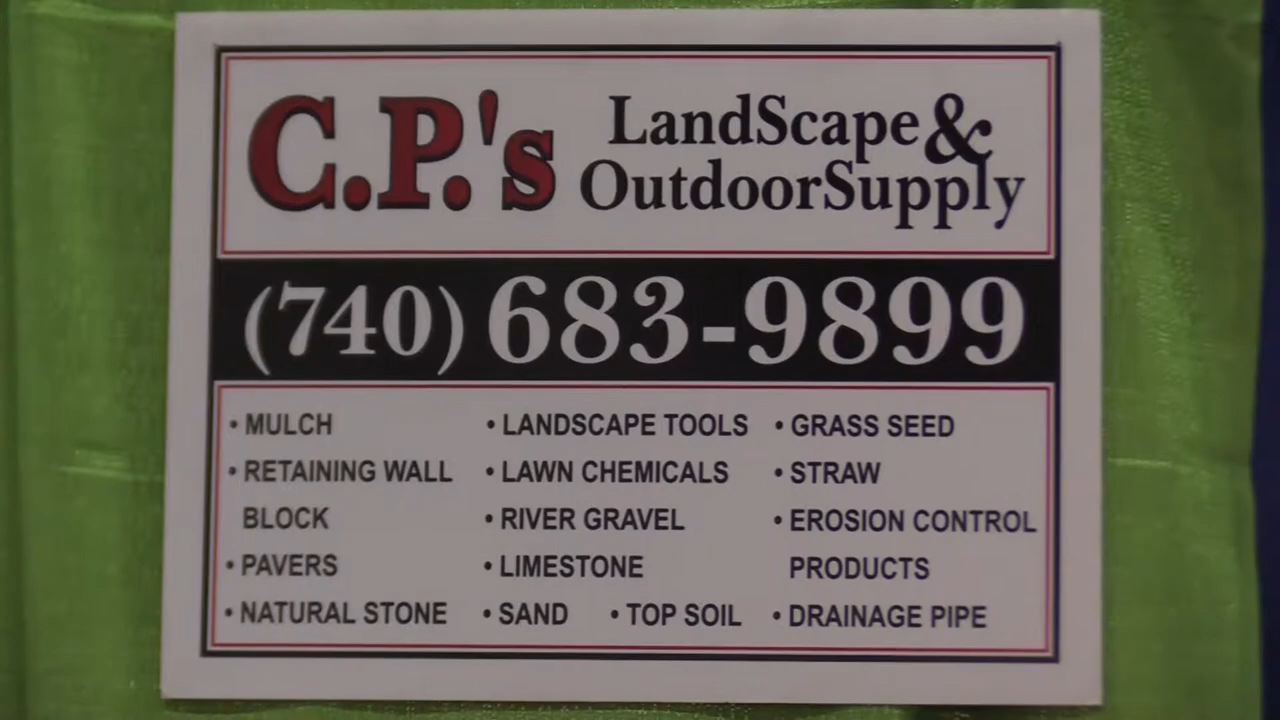 C.P.'s LandScape &
OutdoorSupply
(740) 683-9899
• MULCH
• RETAINING WALL
BLOCK
• PAVERS
• NATURAL STONE
• LANDSCAPE TOOLS
• LAWN CHEMICALS
• RIVER GRAVEL
• LIMESTONE
• SAND • TOP SOIL
• GRASS SEED
• STRAW
• EROSION CONTROL
PRODUCTS
• DRAINAGE PIPE